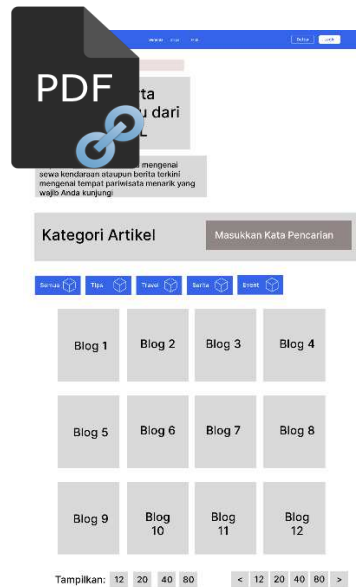 PDF
ta
u dari
L
mengenai
sewa kendaraan ataupun berita terkini
mengenai tempat pariwisata menarik yang
wajib Anda kunjungi
Kategori Artikel
Masukkan Kata Pencarian
Semua Tips Travel Berita Event
Blog 1 Blog 2 Blog 3 Blog 4
Blog 5 Blog 6 Blog 7 Blog 8
Blog 9 Blog 10 Blog 11 Blog 12
Tampilkan: 12 20 40 80 < 12 20 40 80 >